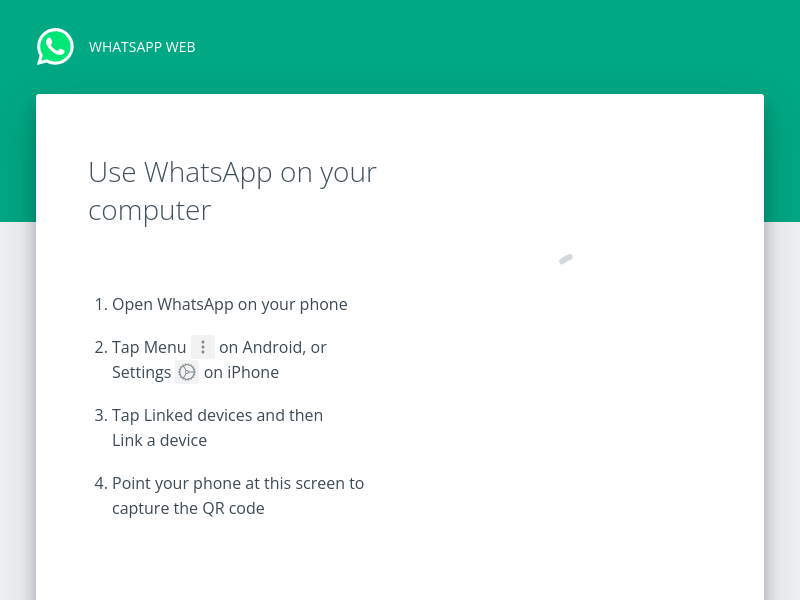 WHATSAPP WEB
Use WhatsApp on your
computer
1. Open WhatsApp on your phone
2. Tap Menu on Android, or
Settings on iPhone
3. Tap Linked devices and then
Link a device
4. Point your phone at this screen to
capture the QR code